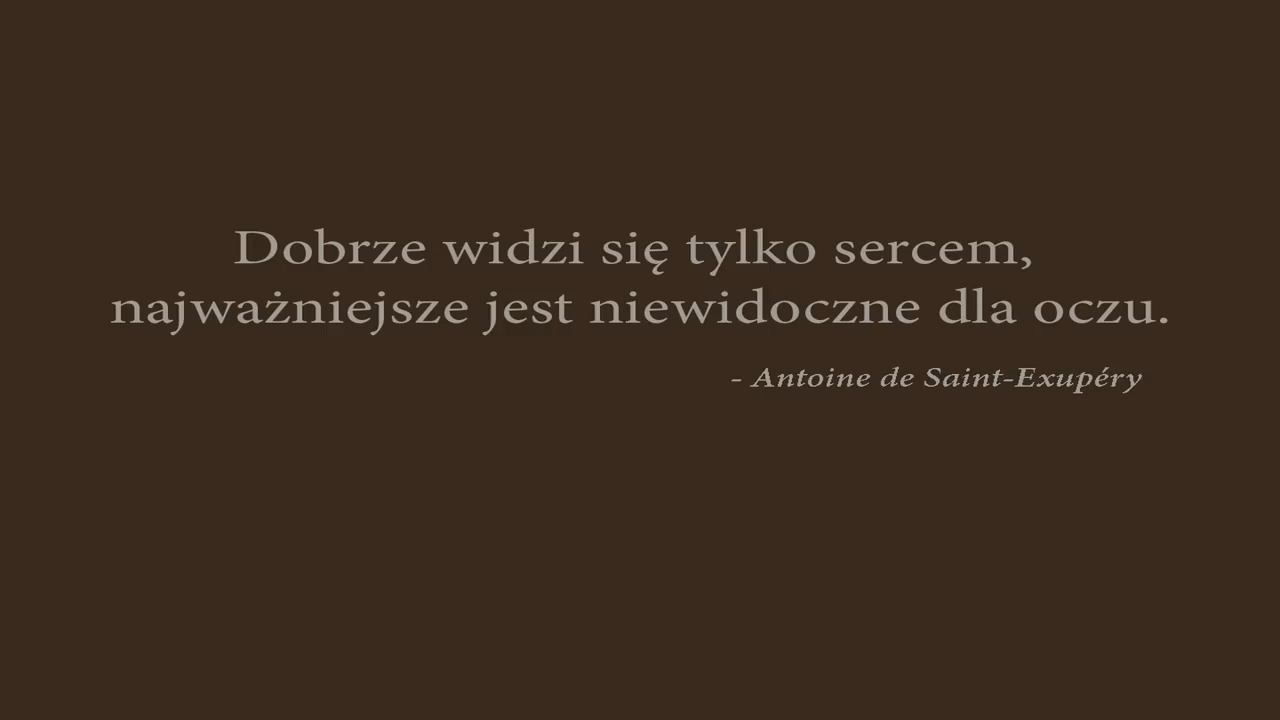 Dobrze widzi się tylko sercem,
najważniejsze jest niewidoczne dla oczu.
- Antoine de Saint-Exupéry